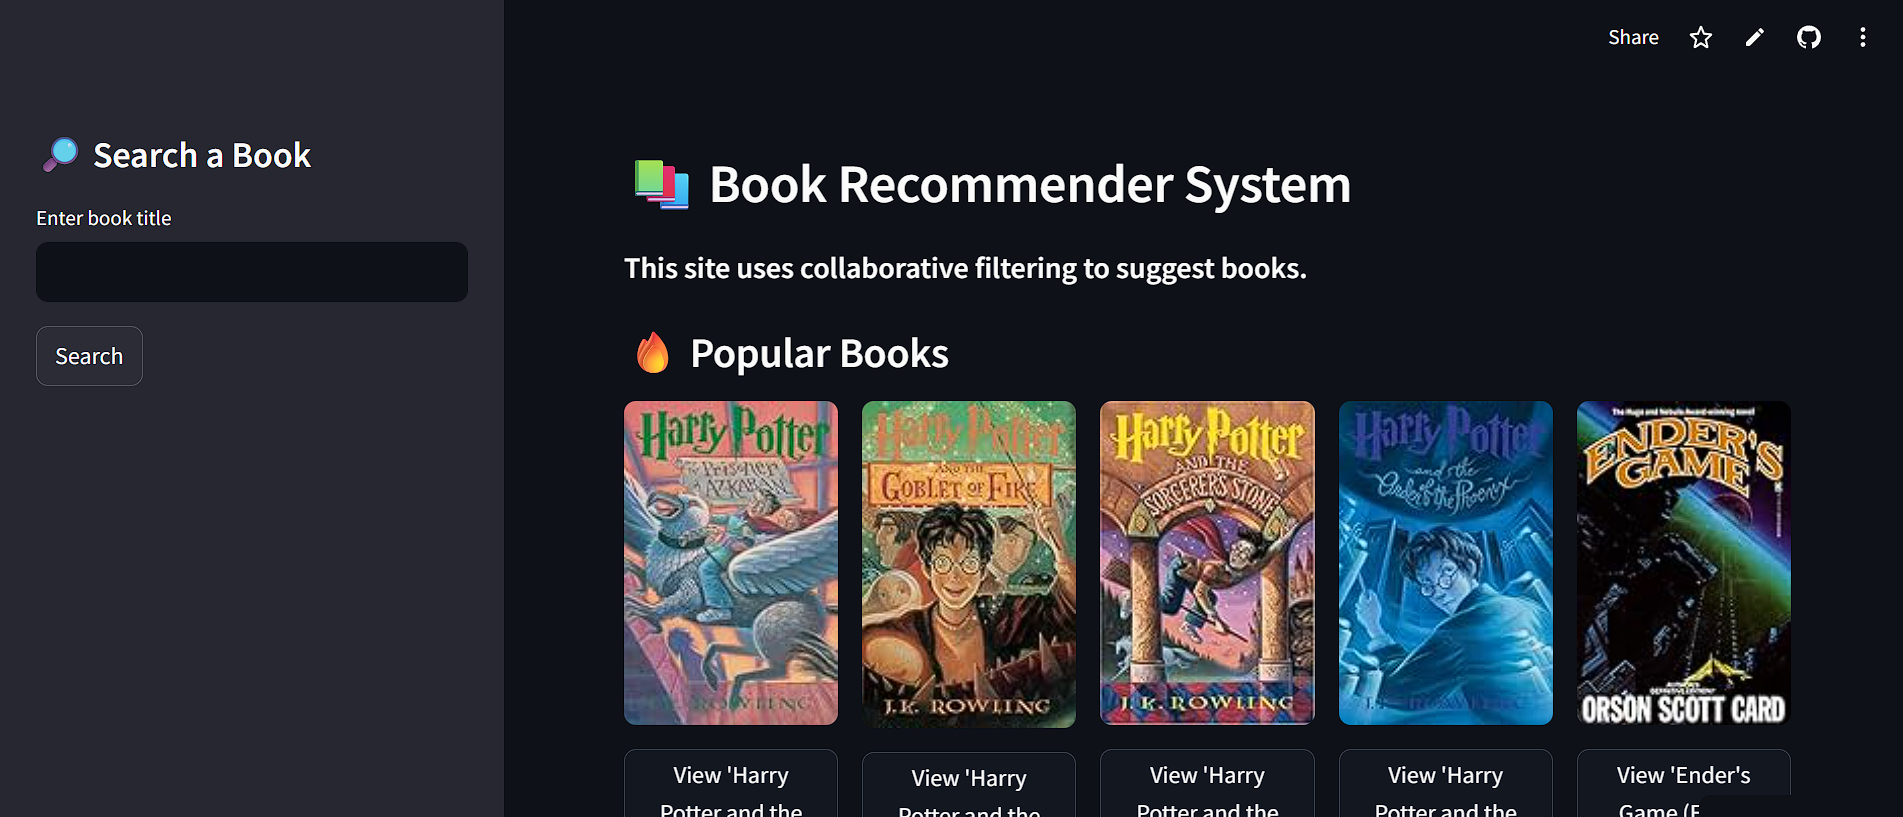 Share
Search a Book
Enter book title
Search
Book Recommender System
This site uses collaborative filtering to suggest books.
Popular Books
Harry Potter
Prisoner
of AZKABAN
J.K. ROWLING
Harry Potter
AND THE
GOBLET OF FIRE
J.K. ROWLING
Harry Potter
AND THE
SORCERER'S STONE
J.K. ROWLING
Harry Potter
and the
Order of the Phoenix
The Hugo and Nebula Award-winning novel
ENDER'S
GAME
ORSON SCOTT CARD
View 'Harry
Potter and the
View 'Harry
Potter and the
View 'Harry
Potter and the
View 'Harry
Potter and the
View 'Ender's
Game (E